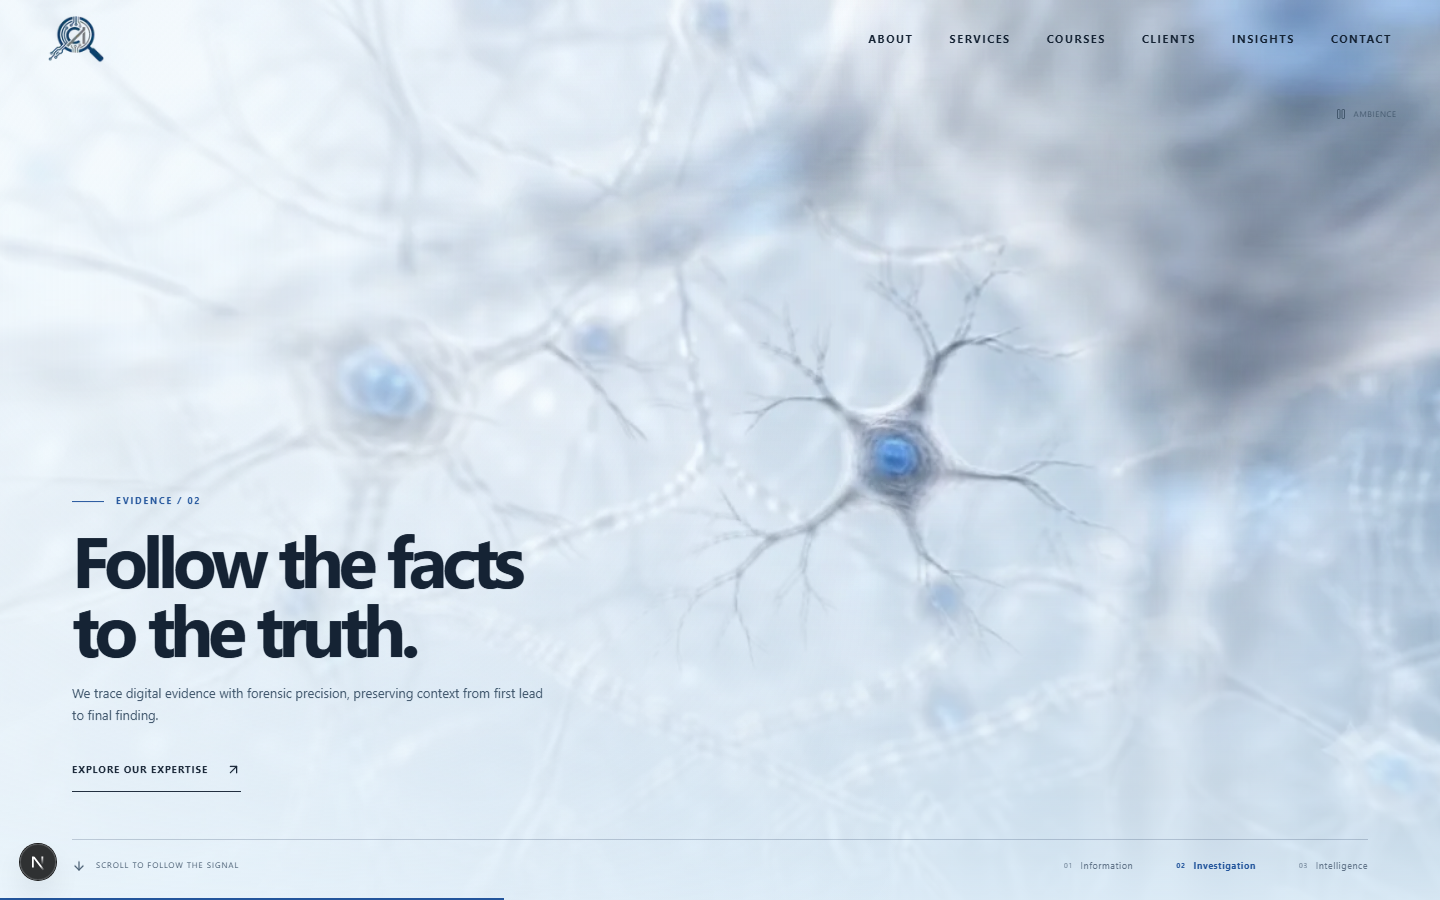 ABOUT SERVICES COURSES CLIENTS INSIGHTS CONTACT
AMBIENCE
EVIDENCE / 02
Follow the facts
to the truth.
We trace digital evidence with forensic precision, preserving context from first lead
to final finding.
EXPLORE OUR EXPERTISE
N
SCROLL TO FOLLOW THE SIGNAL
01 Information 02 Investigation 03 Intelligence